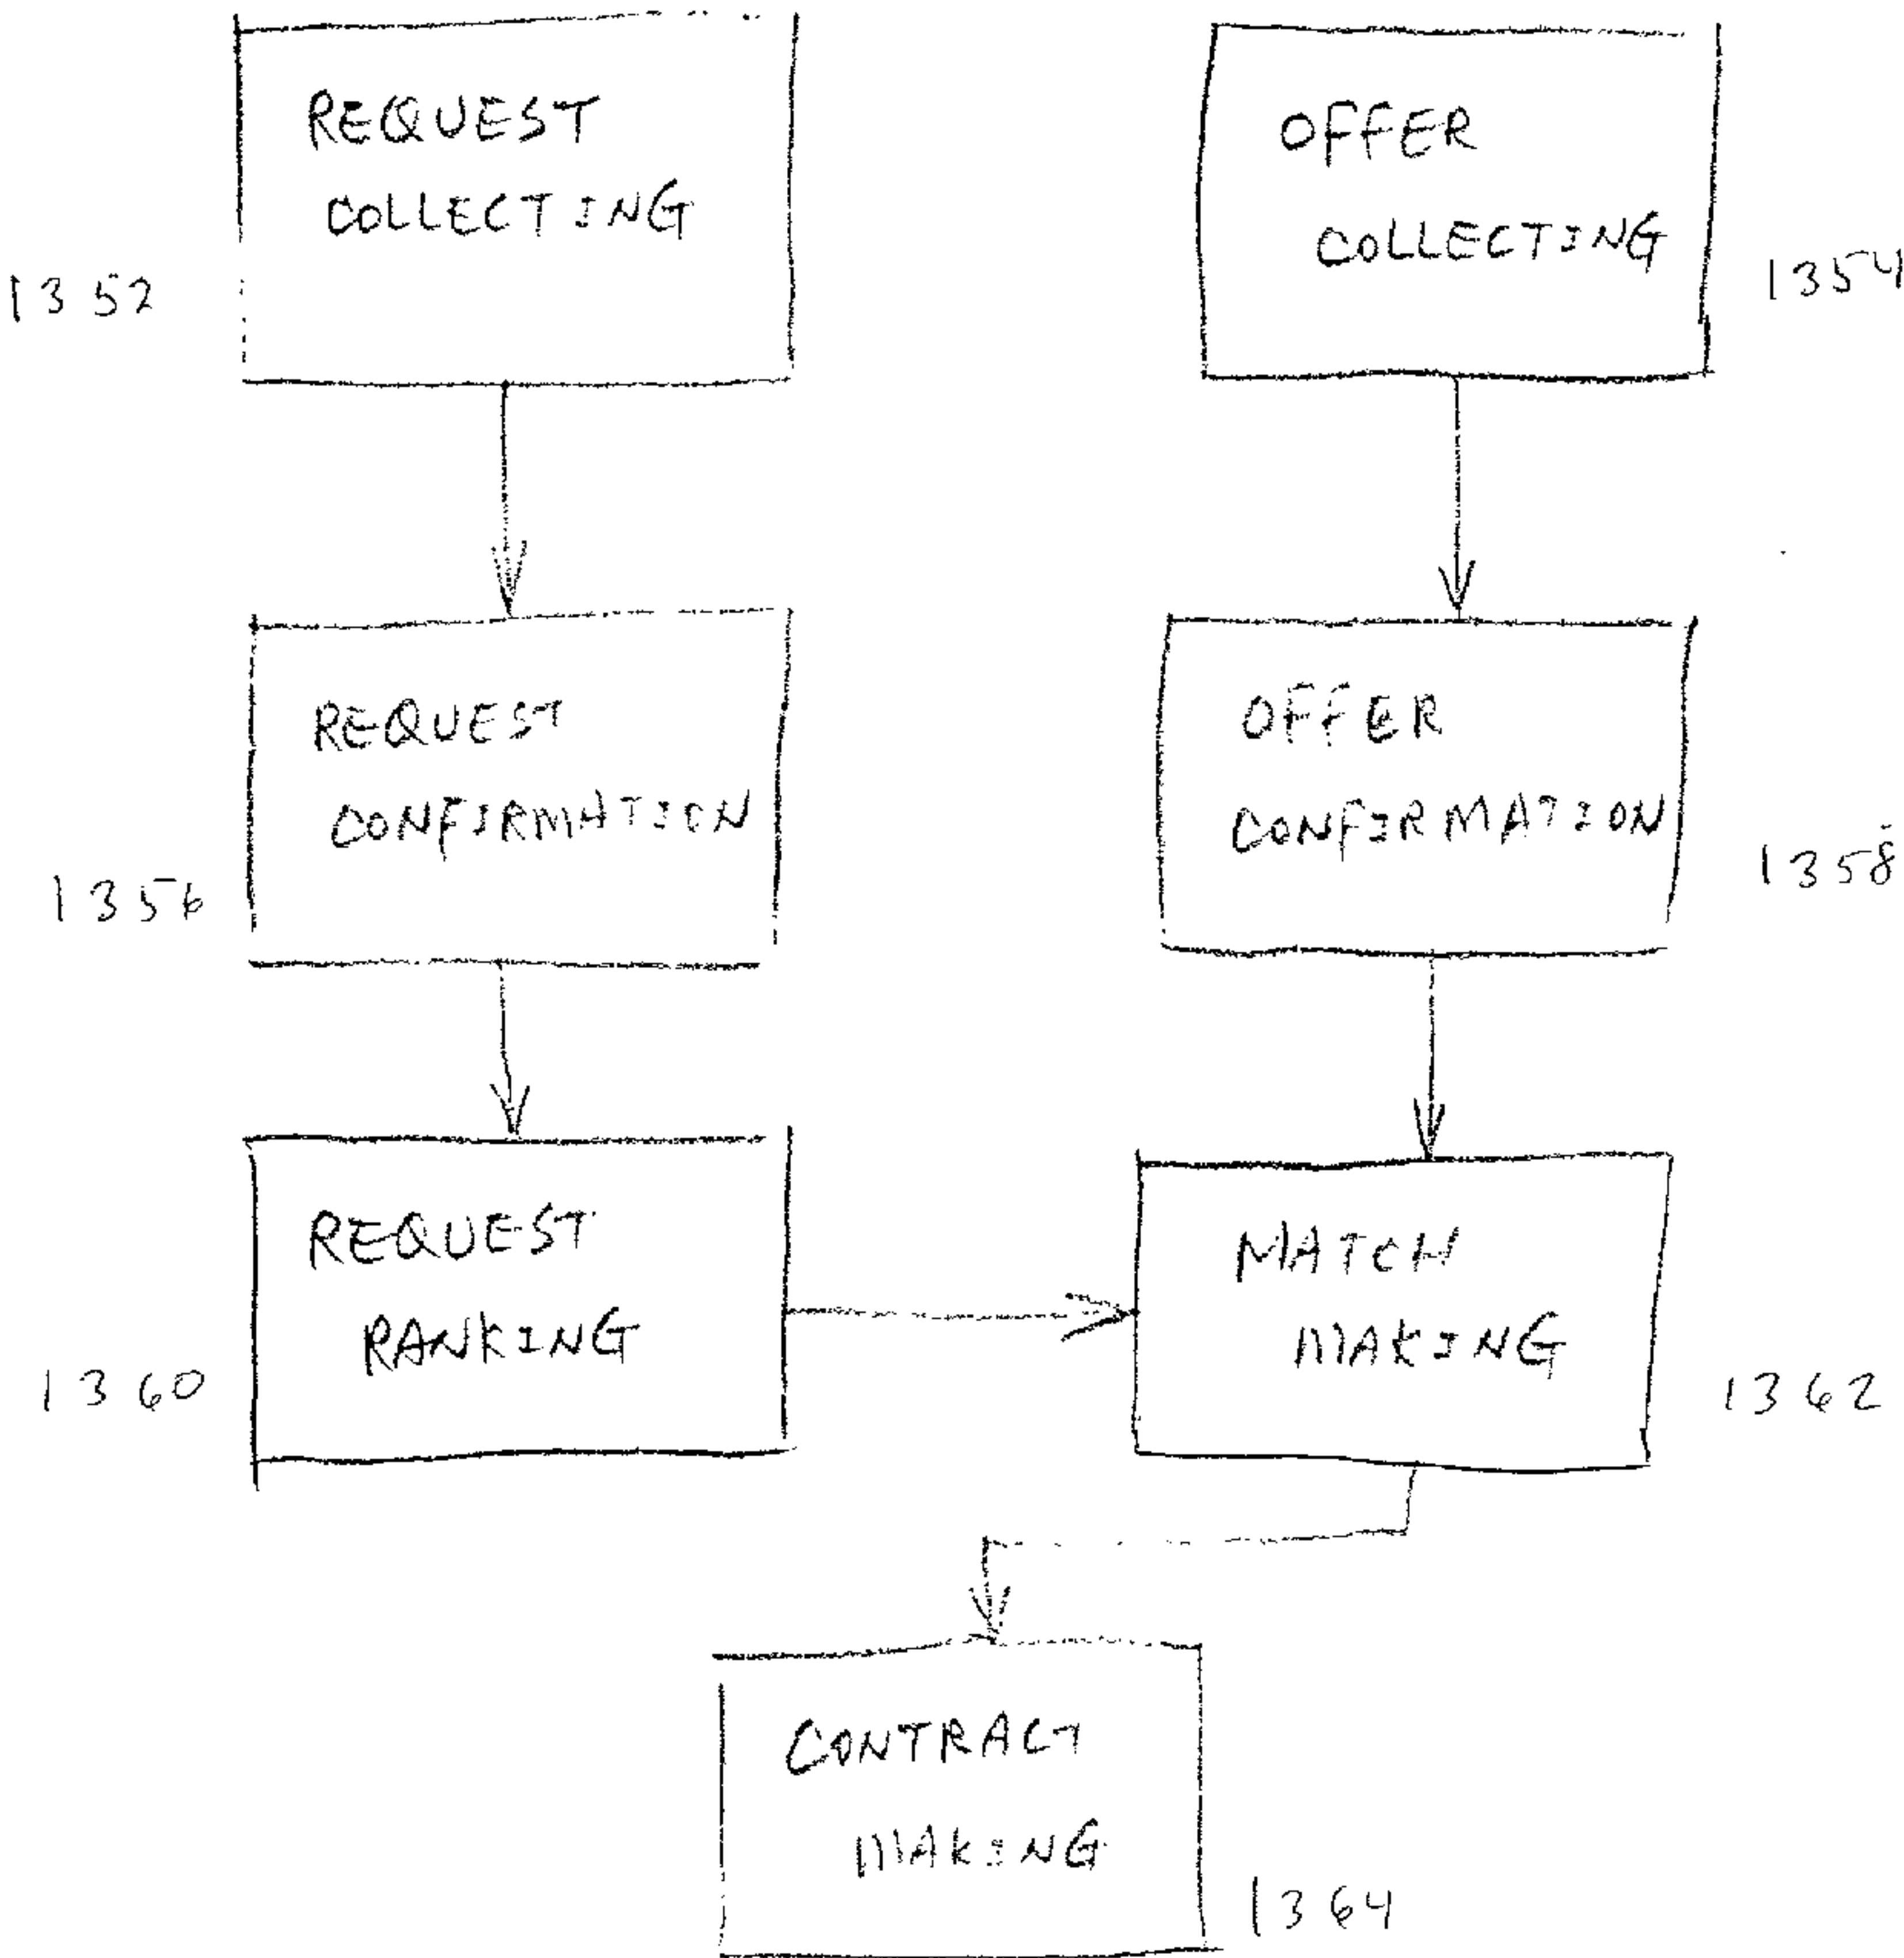 REQUEST
COLLECTING
1352
OFFER
COLLECTING
1354
REQUEST
CONFIRMATION
1356
OFFER
CONFIRMATION
1358
REQUEST
RANKING
1360
MATCH
MAKING
1362
CONTRACT
MAKING
1364